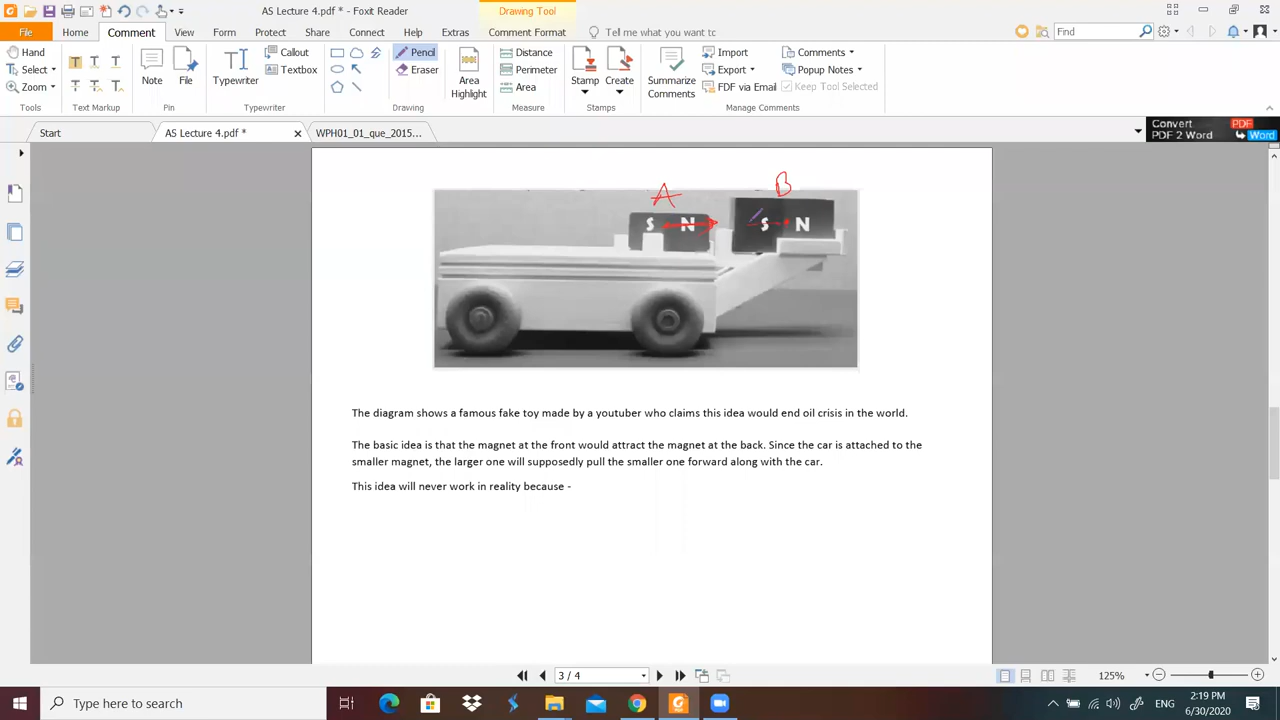 AS Lecture 4.pdf * - Foxit Reader
Drawing Tool
File
Home
Comment
View
Form
Protect
Share
Connect
Help
Extras
Comment Format
Tell me what you want tc
Find
Hand
Select
Zoom
Tools
Text Markup
Note
File
Pin
Typewriter
Callout
Textbox
Typewriter
Pencil
Eraser
Drawing
Area
Highlight
Distance
Perimeter
Area
Measure
Stamp
Create
Stamps
Summarize
Comments
Import
Export
FDF via Email
Comments
Popup Notes
Keep Tool Selected
Manage Comments
Start
AS Lecture 4.pdf *
WPH01_01_que_2015...
Convert
PDF 2 Word
PDF
Word
A
B
S N
S N
The diagram shows a famous fake toy made by a youtuber who claims this idea would end oil crisis in the world.
The basic idea is that the magnet at the front would attract the magnet at the back. Since the car is attached to the
smaller magnet, the larger one will supposedly pull the smaller one forward along with the car.
This idea will never work in reality because -
3 / 4
125%
Type here to search
ENG
2:19 PM
6/30/2020